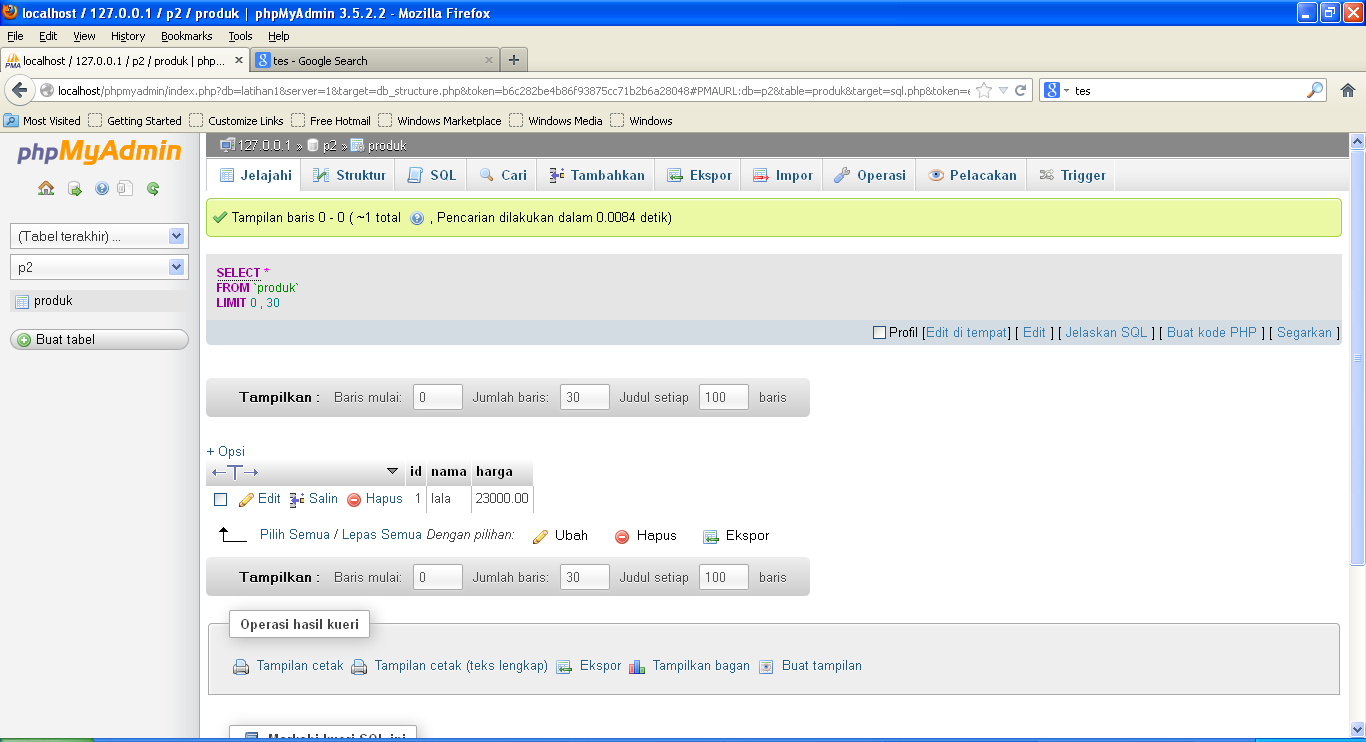 localhost / 127.0.0.1 / p2 / produk | phpMyAdmin 3.5.2.2 - Mozilla Firefox
File Edit View History Bookmarks Tools Help
localhost / 127.0.0.1 / p2 / produk | php... × tes - Google Search × +
localhost/phpmyadmin/index.php?db=latihan1&server=1&target=db_structure.php&token=b6c282be4b86f93875cc71b2b6a28048#PMAURL:db=p2&table=produk&target=sql.php&token=e tes
Most Visited Getting Started Customize Links Free Hotmail Windows Marketplace Windows Media Windows
phpMyAdmin
(Tabel terakhir) ...
p2
produk
Buat tabel
127.0.0.1 » p2 » produk
Jelajahi Struktur SQL Cari Tambahkan Ekspor Impor Operasi Pelacakan Trigger
Tampilan baris 0 - 0 ( ~1 total , Pencarian dilakukan dalam 0.0084 detik)
SELECT *
FROM `produk`
LIMIT 0 , 30
Profil [Edit di tempat] [ Edit ] [ Jelaskan SQL ] [ Buat kode PHP ] [ Segarkan ]
Tampilkan : Baris mulai: 0 Jumlah baris: 30 Judul setiap 100 baris
+ Opsi
←T→ id nama harga
Edit Salin Hapus 1 lala 23000.00
Pilih Semua / Lepas Semua Dengan pilihan: Ubah Hapus Ekspor
Tampilkan : Baris mulai: 0 Jumlah baris: 30 Judul setiap 100 baris
Operasi hasil kueri
Tampilan cetak Tampilan cetak (teks lengkap) Ekspor Tampilkan bagan Buat tampilan